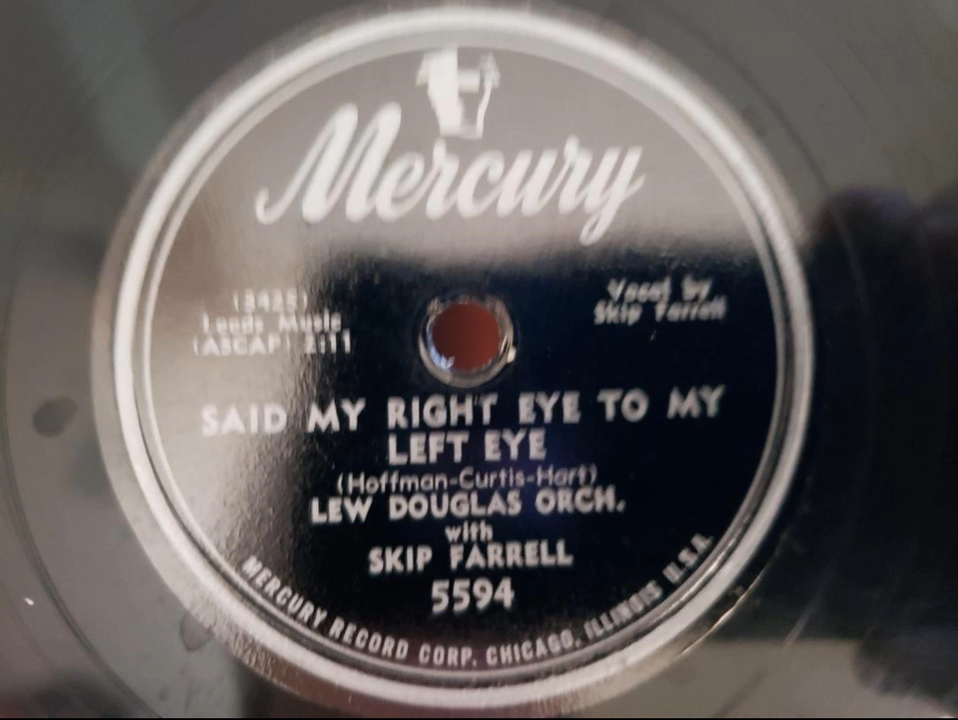 Mercury
(3425)
Leeds Music
(ASCAP) 2:11
Vocal by
Skip Farrell
SAID MY RIGHT EYE TO MY
LEFT EYE
(Hoffman-Curtis-Hart)
LEW DOUGLAS ORCH.
with
SKIP FARRELL
5594
MERCURY RECORD CORP. CHICAGO, ILLINOIS U.S.A.